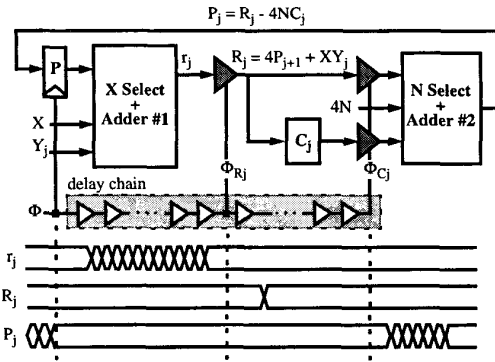 Pj = Rj - 4NCj
P
X Select
+
Adder #1
rj
Rj = 4Pj+1 + XYj
N Select
+
Adder #2
4N
X
Yj
Cj
ΦRj
ΦCj
delay chain
Φ
rj
Rj
Pj